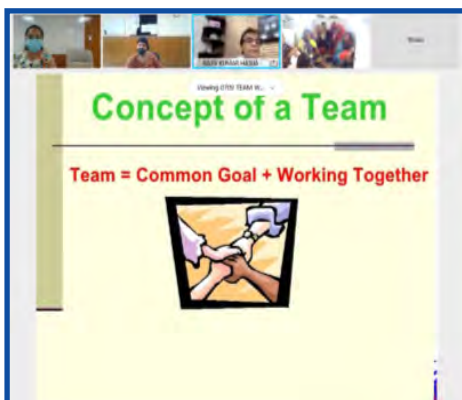 Concept of a Team
Team = Common Goal + Working Together